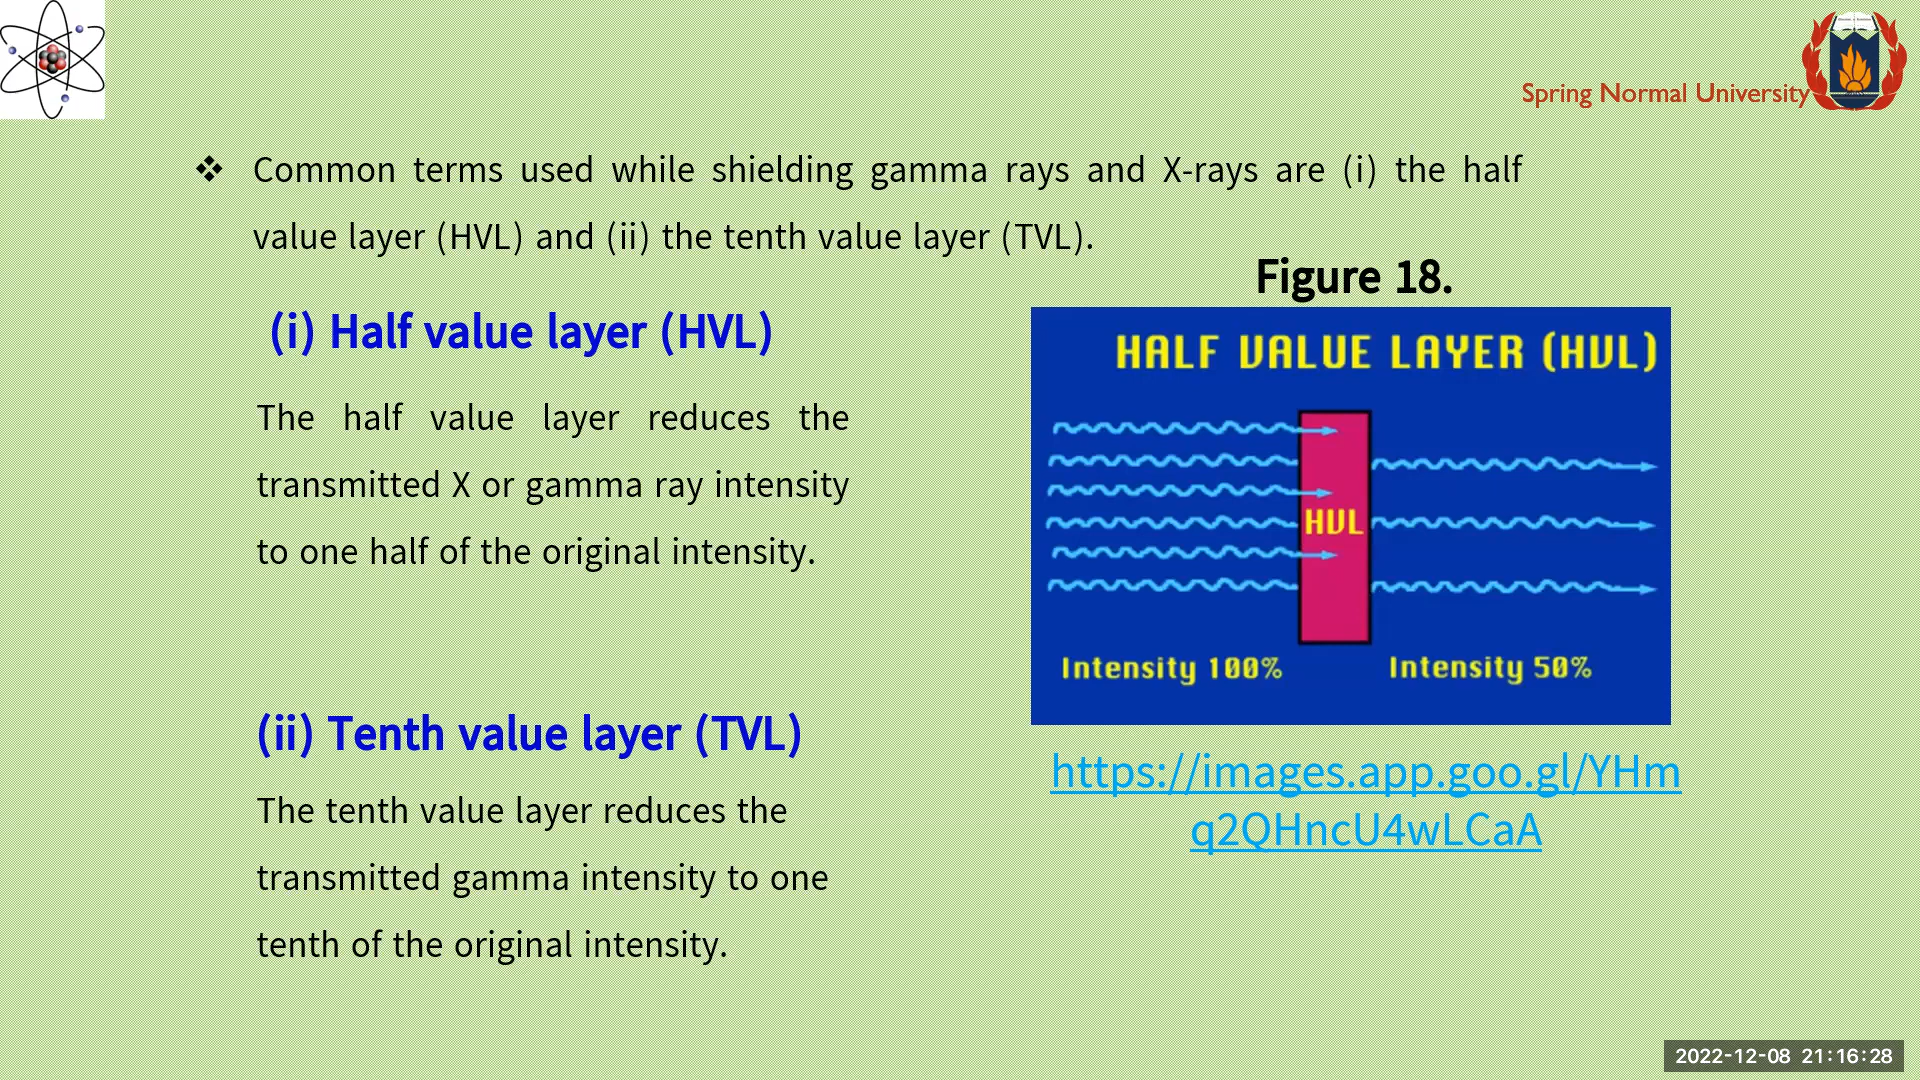 Spring Normal University
❖ Common terms used while shielding gamma rays and X-rays are (i) the half
value layer (HVL) and (ii) the tenth value layer (TVL).
Figure 18.
(i) Half value layer (HVL)
The half value layer reduces the
transmitted X or gamma ray intensity
to one half of the original intensity.
HALF VALUE LAYER (HVL)
HVL
Intensity 100%
Intensity 50%
(ii) Tenth value layer (TVL)
The tenth value layer reduces the
transmitted gamma intensity to one
tenth of the original intensity.
https://images.app.goo.gl/YHm
q2QHncU4wLCaA
2022-12-08 21:16:28